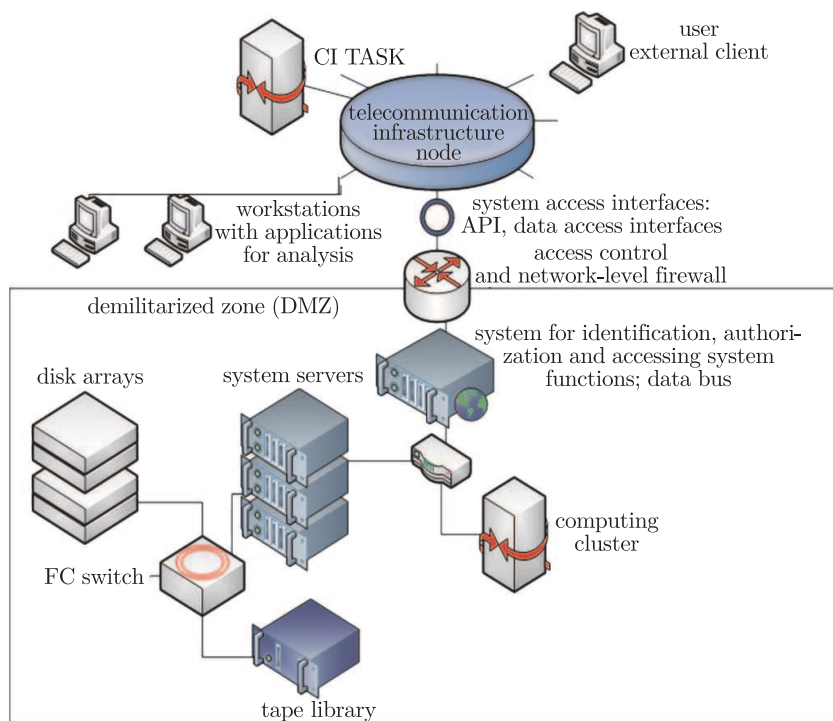 CI TASK
user
external client
telecommunication
infrastructure
node
workstations
with applications
for analysis
system access interfaces:
API, data access interfaces
access control
and network-level firewall
demilitarized zone (DMZ)
system for identification, authori-
zation and accessing system
functions; data bus
disk arrays
system servers
computing
cluster
FC switch
tape library